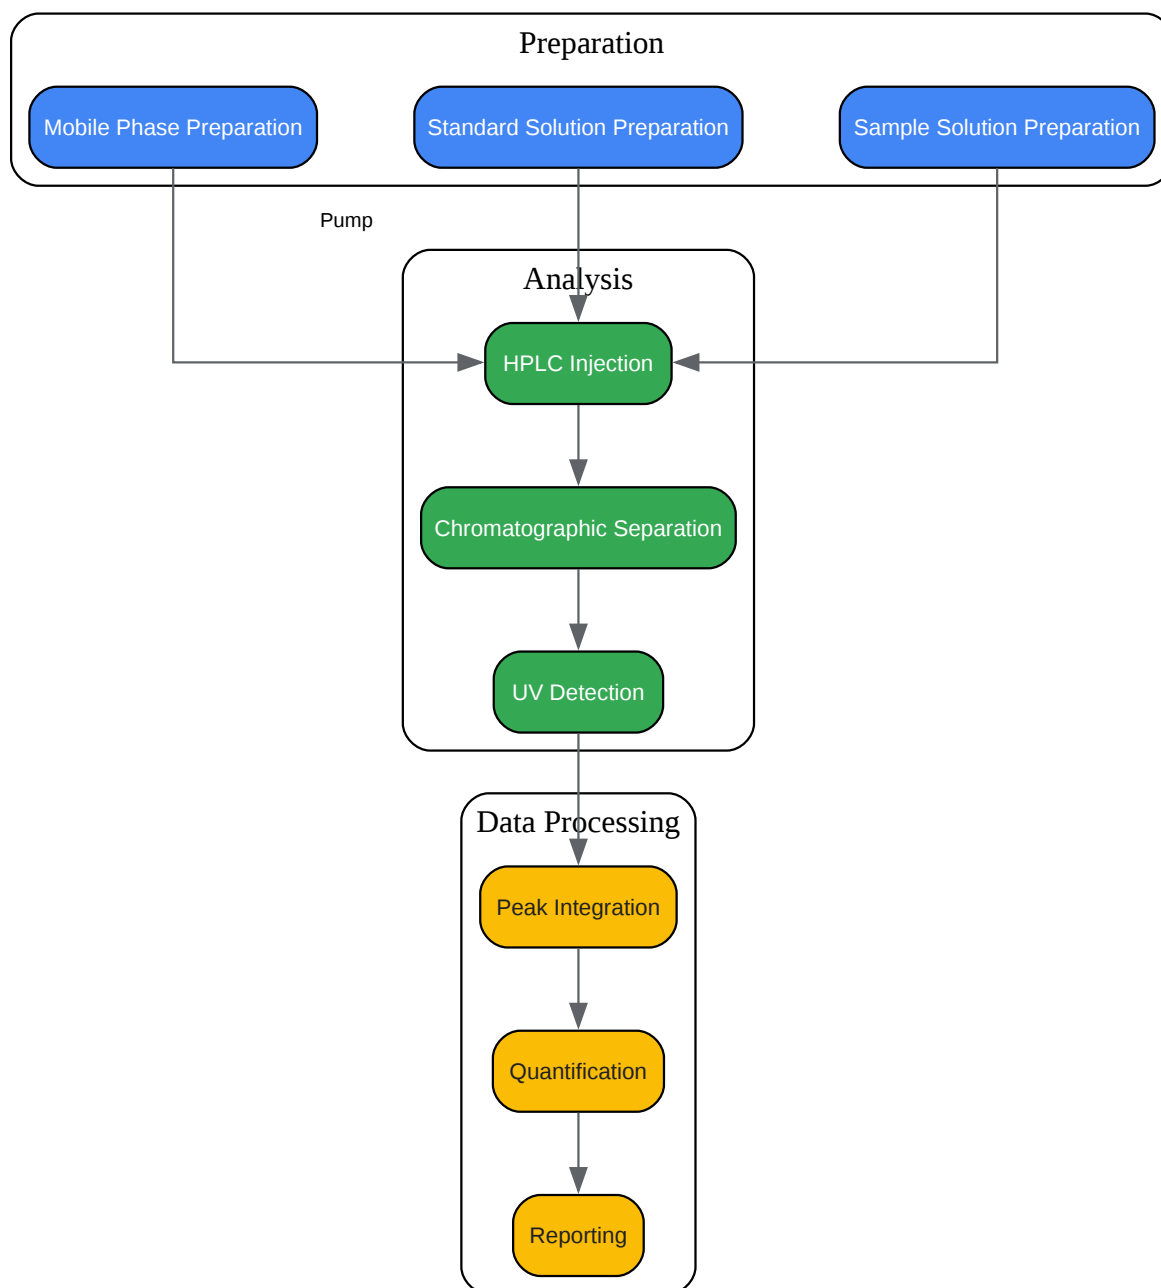 Preparation
Mobile Phase Preparation
Standard Solution Preparation
Sample Solution Preparation
Pump
Analysis
HPLC Injection
Chromatographic Separation
UV Detection
Data Processing
Peak Integration
Quantification
Reporting